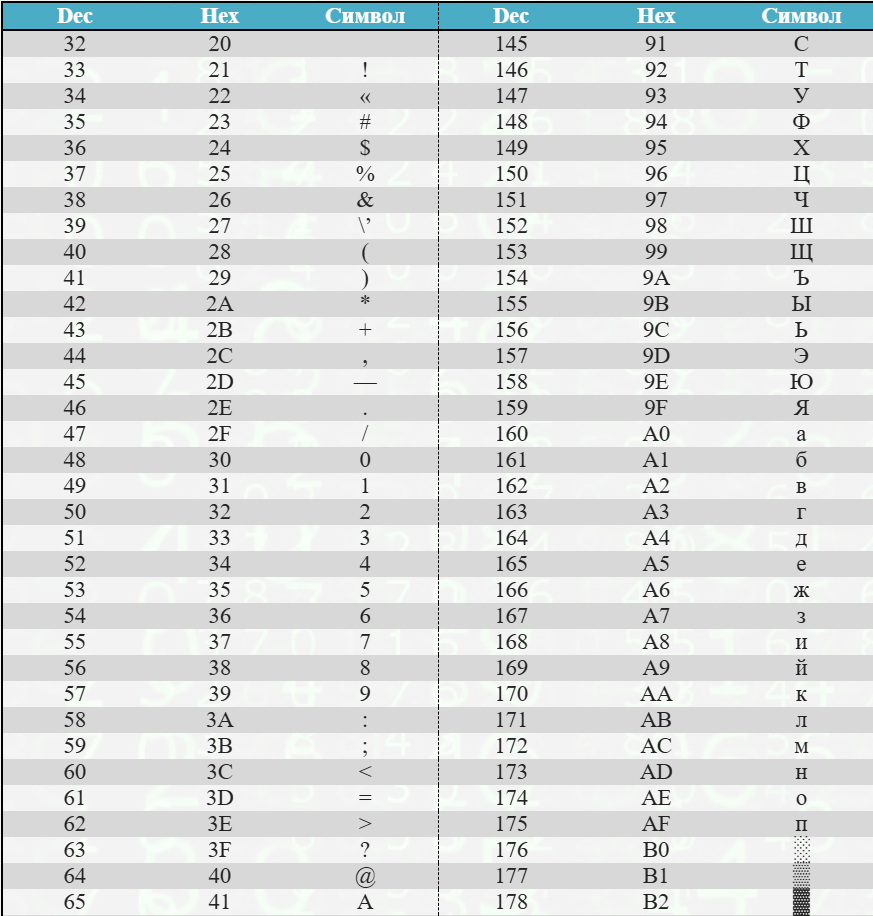 Dec Hex Символ Dec Hex Символ
32 20 145 91 С
33 21 ! 146 92 Т
34 22 « 147 93 У
35 23 # 148 94 Ф
36 24 $ 149 95 Х
37 25 % 150 96 Ц
38 26 & 151 97 Ч
39 27 \’ 152 98 Ш
40 28 ( 153 99 Щ
41 29 ) 154 9A Ъ
42 2A * 155 9B Ы
43 2B + 156 9C Ь
44 2C , 157 9D Э
45 2D — 158 9E Ю
46 2E . 159 9F Я
47 2F / 160 A0 а
48 30 0 161 A1 б
49 31 1 162 A2 в
50 32 2 163 A3 г
51 33 3 164 A4 д
52 34 4 165 A5 е
53 35 5 166 A6 ж
54 36 6 167 A7 з
55 37 7 168 A8 и
56 38 8 169 A9 й
57 39 9 170 AA к
58 3A : 171 AB л
59 3B ; 172 AC м
60 3C < 173 AD н
61 3D = 174 AE о
62 3E > 175 AF п
63 3F ? 176 B0 ░
64 40 @ 177 B1 ▒
65 41 A 178 B2 ▓